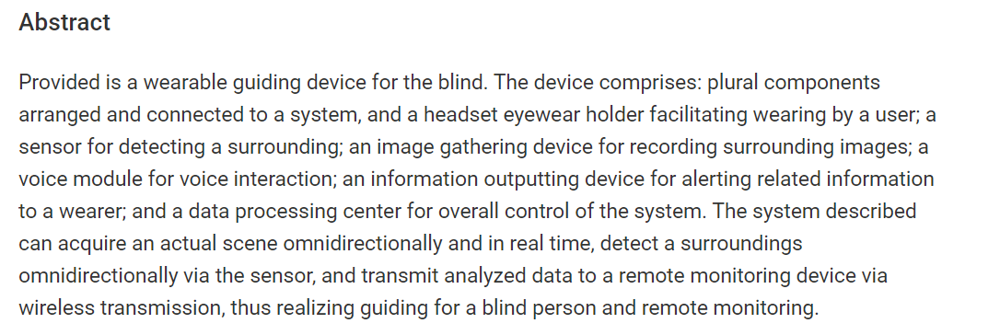 Abstract
Provided is a wearable guiding device for the blind. The device comprises: plural components
arranged and connected to a system, and a headset eyewear holder facilitating wearing by a user; a
sensor for detecting a surrounding; an image gathering device for recording surrounding images; a
voice module for voice interaction; an information outputting device for alerting related information
to a wearer; and a data processing center for overall control of the system. The system described
can acquire an actual scene omnidirectionally and in real time, detect a surroundings
omnidirectionally via the sensor, and transmit analyzed data to a remote monitoring device via
wireless transmission, thus realizing guiding for a blind person and remote monitoring.